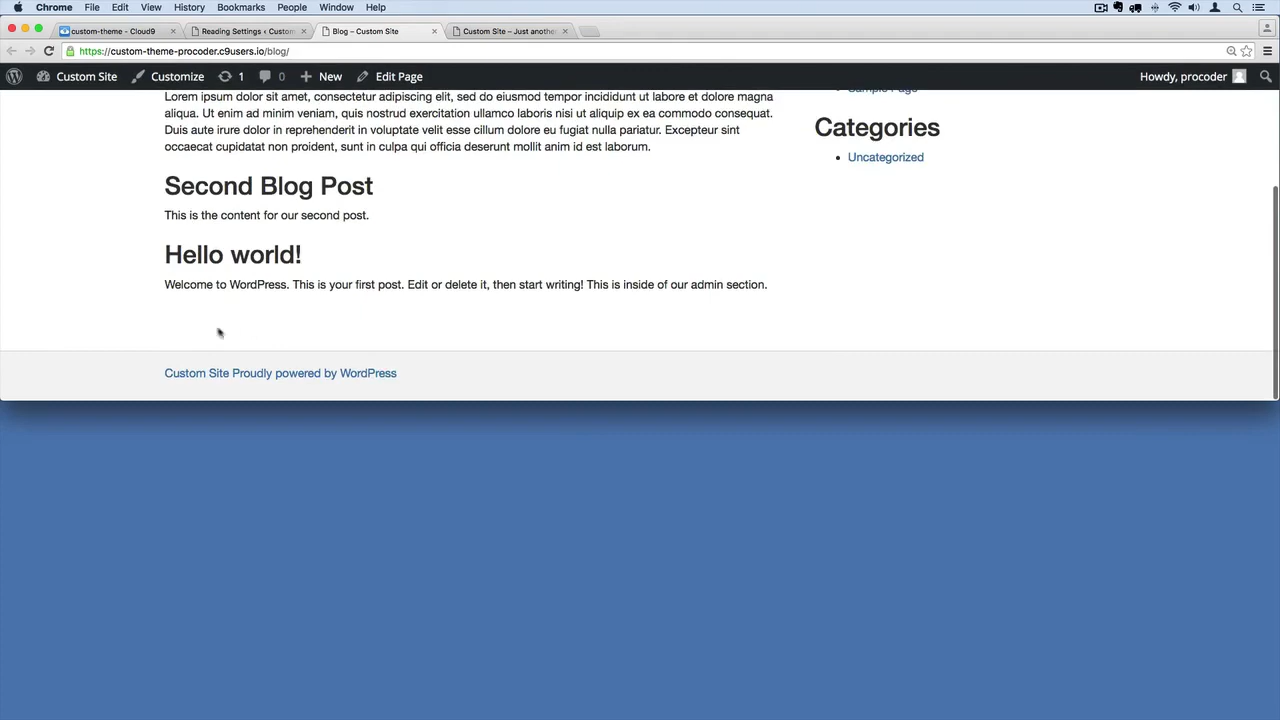 Chrome File Edit View History Bookmarks People Window Help
custom-theme - Cloud9
Reading Settings ‹ Custom
Blog – Custom Site
Custom Site – Just another
https://custom-theme-procoder.c9users.io/blog/
Custom Site Customize 1 0 New Edit Page Howdy, procoder
Sample Page
Lorem ipsum dolor sit amet, consectetur adipiscing elit, sed do eiusmod tempor incididunt ut labore et dolore magna
aliqua. Ut enim ad minim veniam, quis nostrud exercitation ullamco laboris nisi ut aliquip ex ea commodo consequat.
Duis aute irure dolor in reprehenderit in voluptate velit esse cillum dolore eu fugiat nulla pariatur. Excepteur sint
occaecat cupidatat non proident, sunt in culpa qui officia deserunt mollit anim id est laborum.
Categories
Uncategorized
Second Blog Post
This is the content for our second post.
Hello world!
Welcome to WordPress. This is your first post. Edit or delete it, then start writing! This is inside of our admin section.
Custom Site Proudly powered by WordPress